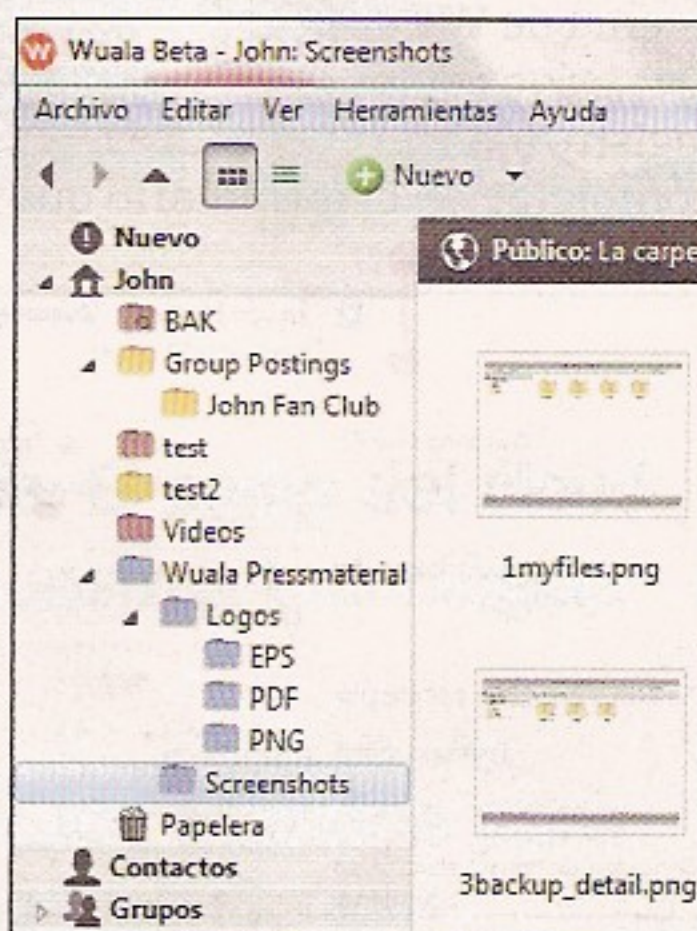 Wuala Beta - John: Screenshots
Archivo Editar Ver Herramientas Ayuda
Nuevo
Nuevo
John
BAK
Group Postings
John Fan Club
test
test2
Videos
Wuala Pressmaterial
Logos
EPS
PDF
PNG
Screenshots
Papelera
Contactos
Grupos
Público: La carpe
1myfiles.png
3backup_detail.png